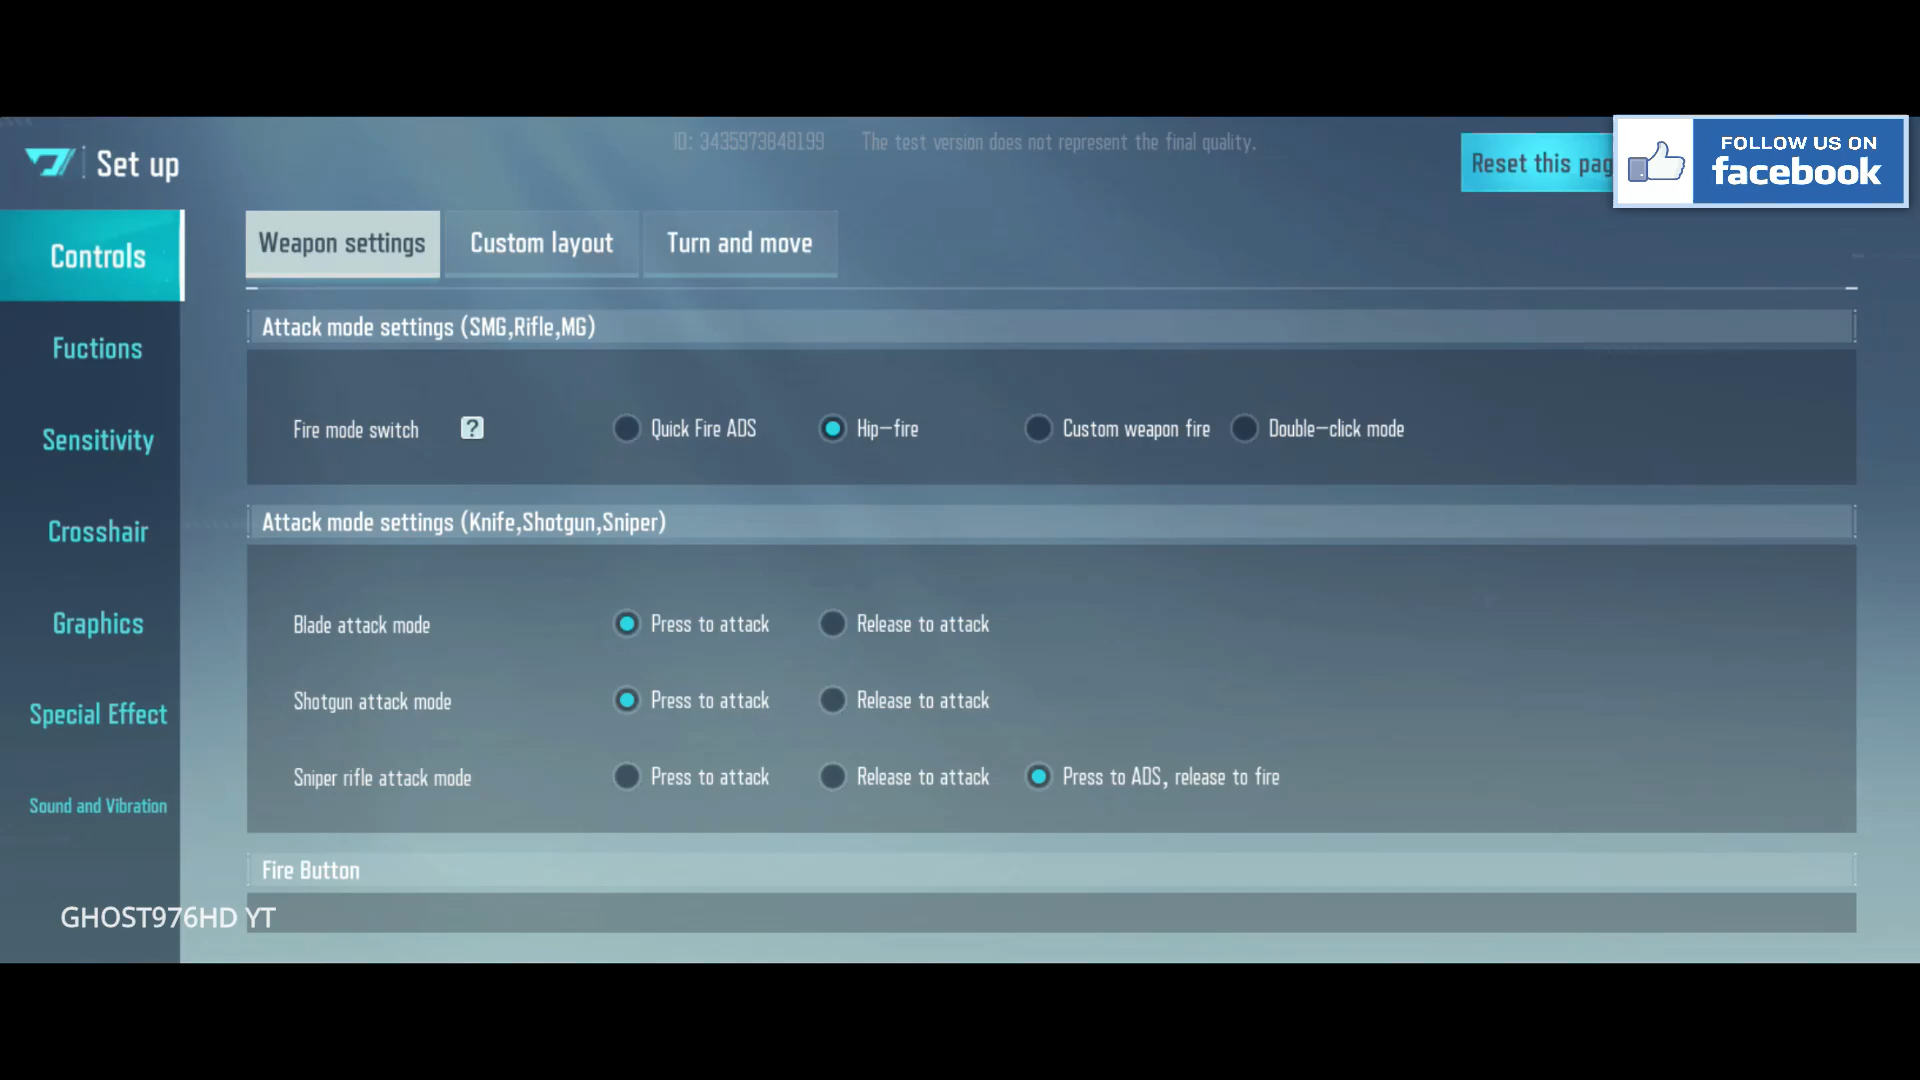 ID: 3435973848199 The test version does not represent the final quality.
Set up
Reset this pag
FOLLOW US ON
facebook
Controls
Fuctions
Sensitivity
Crosshair
Graphics
Special Effect
Sound and Vibration
Weapon settings Custom layout Turn and move
Attack mode settings (SMG,Rifle,MG)
Fire mode switch ? Quick Fire ADS Hip-fire Custom weapon fire Double-click mode
Attack mode settings (Knife,Shotgun,Sniper)
Blade attack mode Press to attack Release to attack
Shotgun attack mode Press to attack Release to attack
Sniper rifle attack mode Press to attack Release to attack Press to ADS, release to fire
Fire Button
GHOST976HD YT